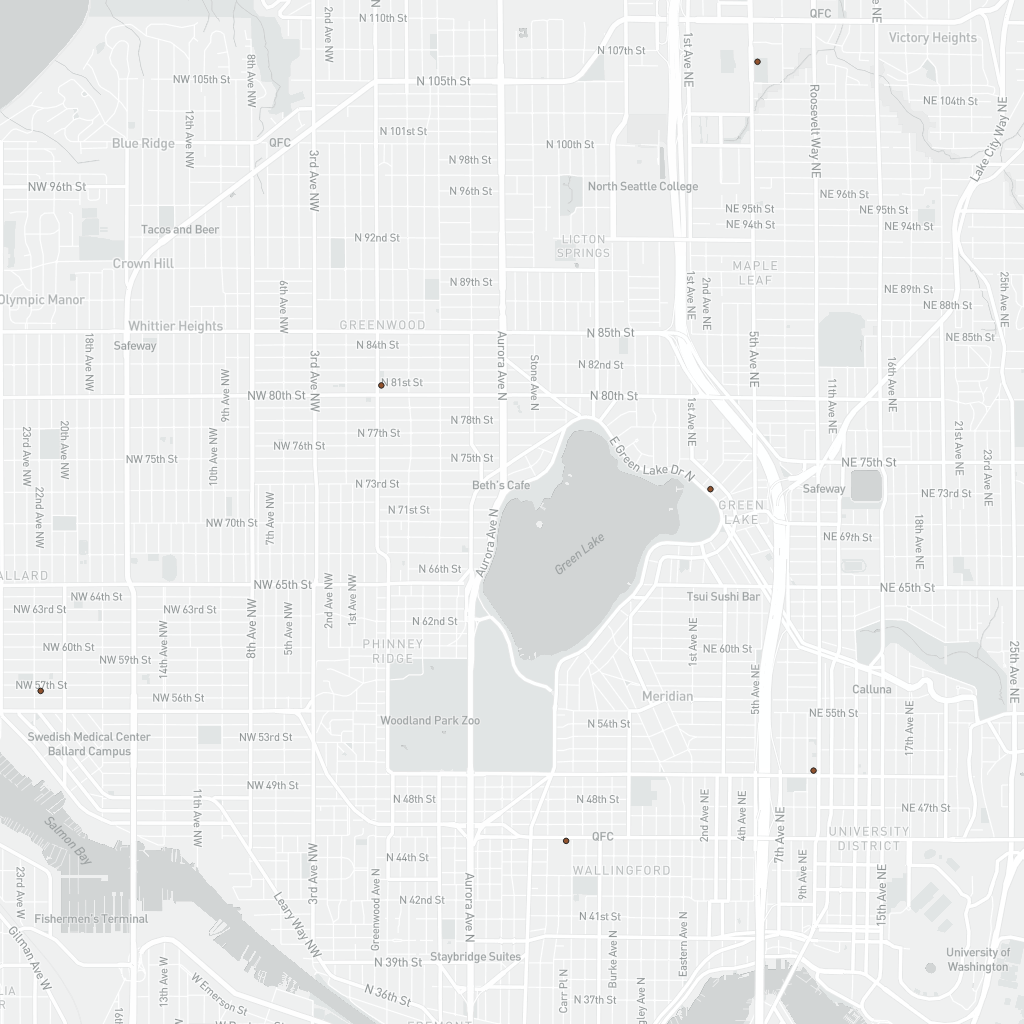 N 110th St
QFC
2nd Ave NW
1st Ave NE
Victory Heights
N 107th St
8th Ave NW
NW 105th St
N 105th St
Roosevelt Way NE
NE 104th St
12th Ave NW
Lake City Way NE
N 101st St
Blue Ridge
QFC
N 100th St
3rd Ave NW
N 98th St
NW 96th St
N 96th St
North Seattle College
NE 96th St
NE 95th St
NE 95th St
Tacos and Beer
NE 94th St
NE 94th St
N 92nd St
LICTON
SPRINGS
Crown Hill
MAPLE
LEAF
N 89th St
6th Ave NW
1st Ave NE
2nd Ave NE
25th Ave NE
NE 89th St
Olympic Manor
NE 88th St
Whittier Heights
GREENWOOD
N 85th St
NE 85th St
Safeway
N 84th St
18th Ave NW
Aurora Ave N
Stone Ave N
5th Ave NE
N 82nd St
3rd Ave NW
N 81st St
16th Ave NE
9th Ave NW
NW 80th St
N 80th St
11th Ave NE
1st Ave NE
N 78th St
N 77th St
23rd Ave NW
20th Ave NW
10th Ave NW
NW 76th St
E Green Lake Dr N
21st Ave NE
NW 75th St
N 75th St
NE 75th St
23rd Ave NE
N 73rd St
Beth's Cafe
Safeway
NE 73rd St
22nd Ave NW
7th Ave NW
N 71st St
GREEN
LAKE
NW 70th St
18th Ave NE
Aurora Ave N
Green Lake
NE 69th St
N 66th St
NW 65th St
2nd Ave NW
1st Ave NW
NE 65th St
NW 64th St
Tsui Sushi Bar
NW 63rd St
NW 63rd St
8th Ave NW
5th Ave NW
N 62nd St
14th Ave NW
1st Ave NE
25th Ave NE
NW 60th St
PHINNEY
RIDGE
NE 60th St
NW 59th St
NW 57th St
5th Ave NE
Calluna
NW 56th St
Meridian
NE 55th St
17th Ave NE
Woodland Park Zoo
N 54th St
Swedish Medical Center
Ballard Campus
NW 53rd St
NW 49th St
N 48th St
N 48th St
11th Ave NW
2nd Ave NE
4th Ave NE
7th Ave NE
NE 47th St
Salmon Bay
QFC
UNIVERSITY
DISTRICT
N 44th St
3rd Ave NW
WALLINGFORD
23rd Ave W
Aurora Ave N
9th Ave NE
15th Ave NE
Greenwood Ave N
N 42nd St
Fishermen's Terminal
Leary Way NW
N 41st St
Eastern Ave N
Gilman Ave W
Burke Ave N
Staybridge Suites
University of
Washington
N 39th St
13th Ave W
W Emerson St
N 36th St
Carr Pl N
N 37th St